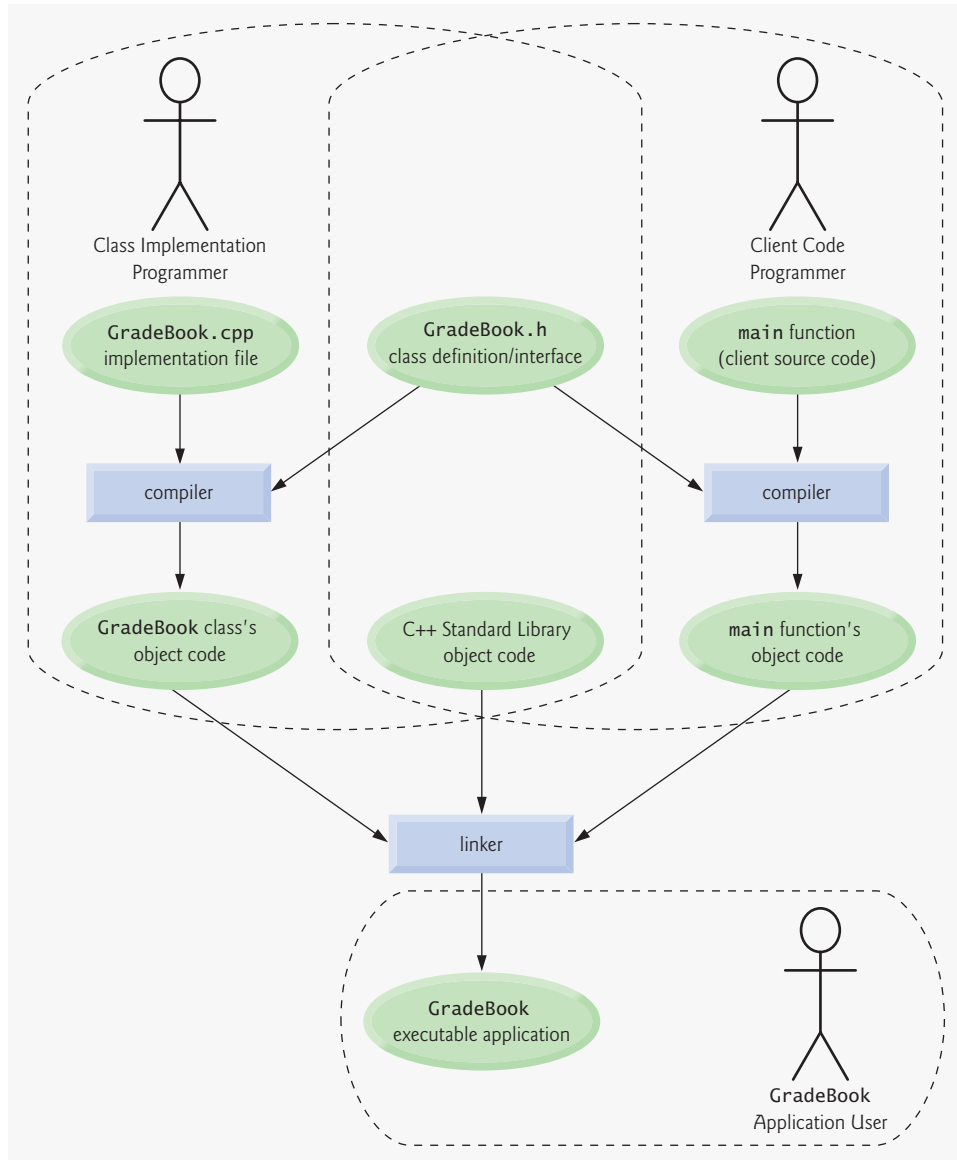 Class Implementation
Programmer
Client Code
Programmer
GradeBook.cpp
implementation file
GradeBook.h
class definition/interface
main function
(client source code)
compiler
compiler
GradeBook class's
object code
C++ Standard Library
object code
main function's
object code
linker
GradeBook
executable application
GradeBook
Application User